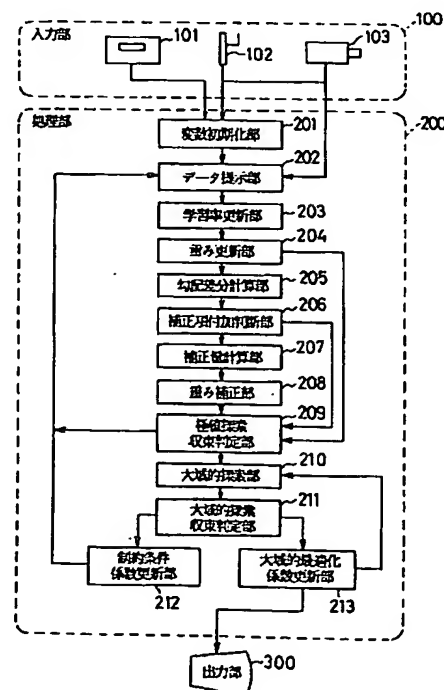 100
入力部
101
102
103
処理部
200
変数初期化部
201
データ提示部
202
学習率更新部
203
重み更新部
204
勾配差分計算部
205
補正項付加判断部
206
補正量計算部
207
重み補正部
208
極値探索
収束判定部
209
大域的探索部
210
大域的探索
収束判定部
211
制約条件
係数更新部
212
大域的最適化
係数更新部
213
出力部
300